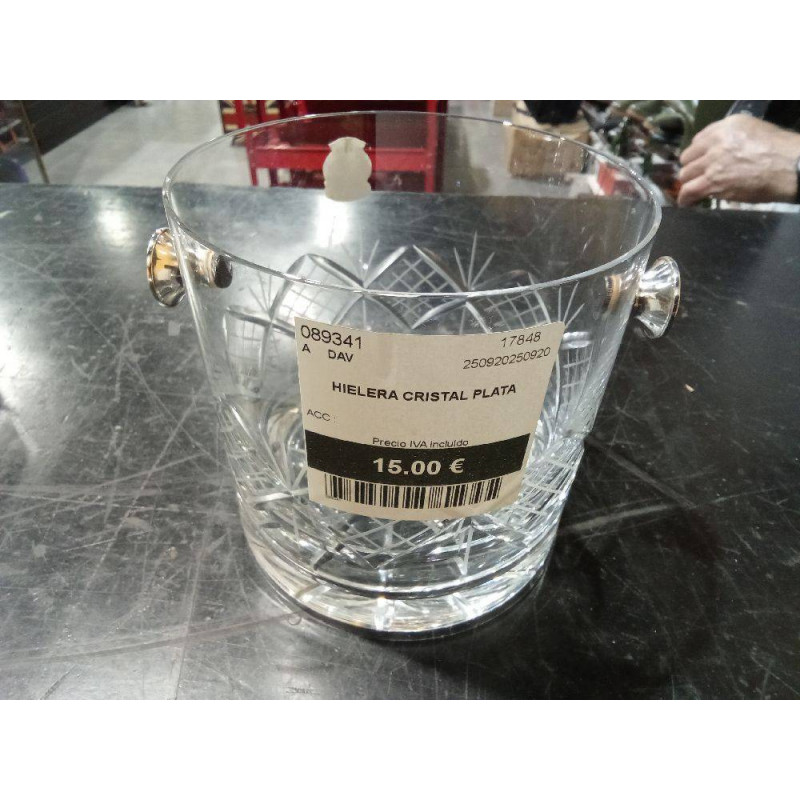 089341 17848
A DAV 250920250920
HIELERA CRISTAL PLATA
ACC
Precio IVA Incluido
15.00 €